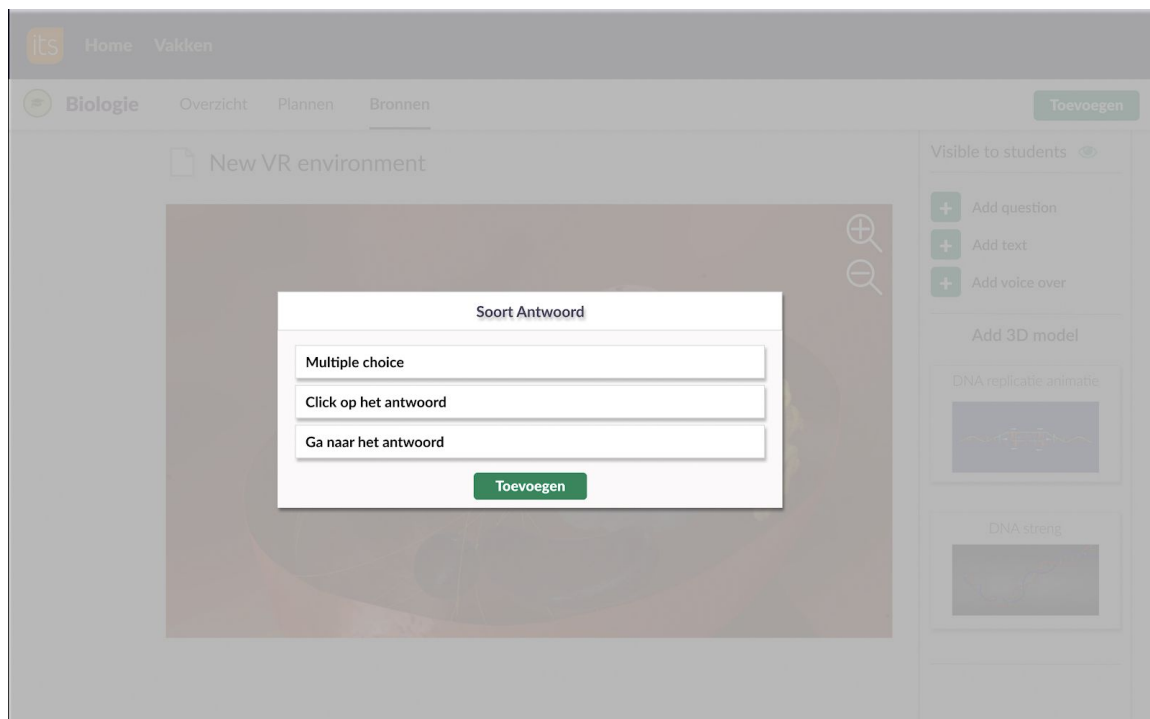 its Home Vakken
Biologie Overzicht Plannen Bronnen Toevoegen
New VR environment
Visible to students
Add question
Add text
Add voice over
Soort Antwoord
Multiple choice
Click op het antwoord
Ga naar het antwoord
Toevoegen
Add 3D model
DNA replicatie animatie
DNA streng